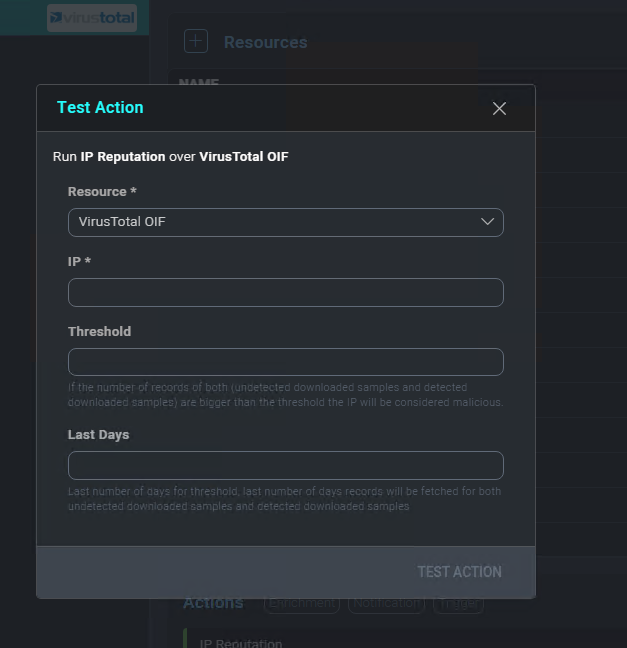 virustotal
Resources
NAME
Test Action
Run IP Reputation over VirusTotal OIF
Resource *
VirusTotal OIF
IP *
Threshold
if the number of records of both (undetected downloaded samples and detected
downloaded samples) are bigger than the threshold the IP will be considered malicious.
Last Days
Last number of days for threshold, last number of days records will be fetched for both
undetected downloaded samples and detected downloaded samples
TEST ACTION
Actions Enrichment Notification Trigger
IP Reputation